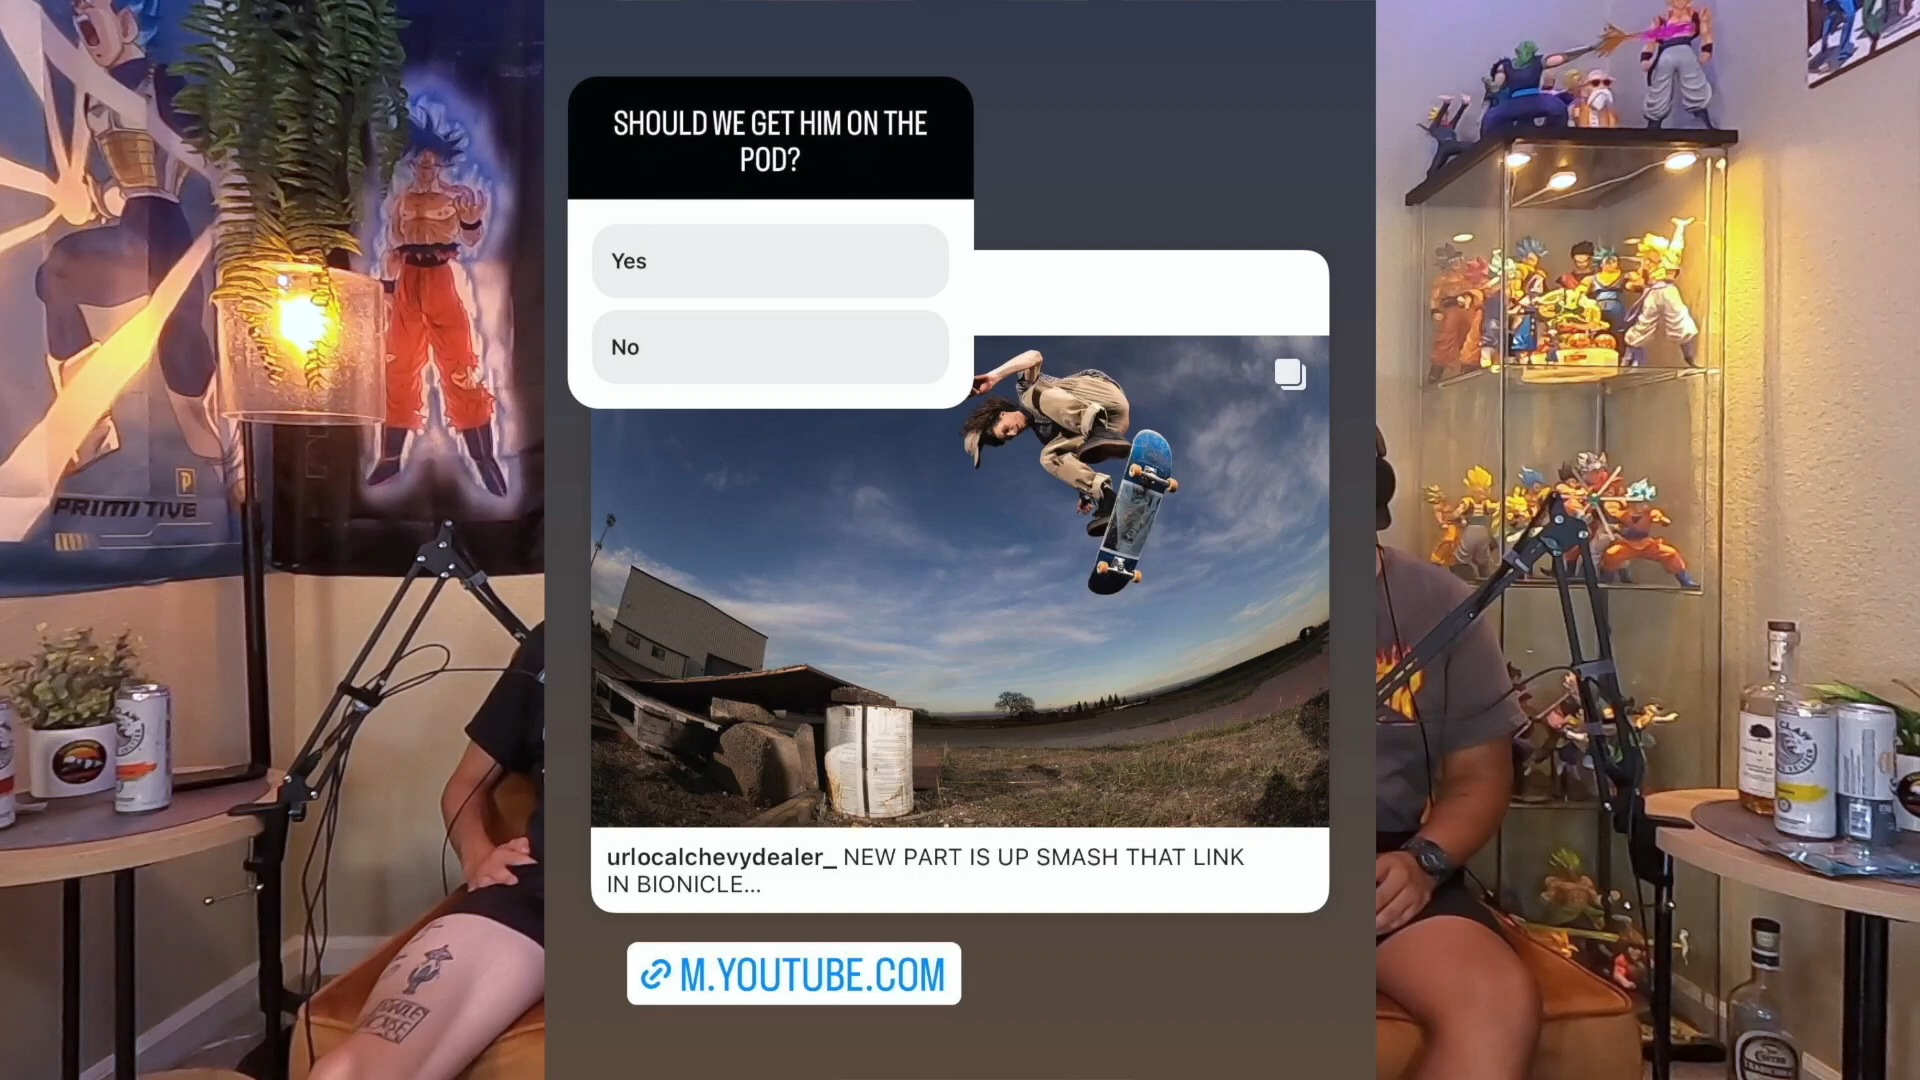 SHOULD WE GET HIM ON THE
POD?
Yes
No
urlocalchevydealer_ NEW PART IS UP SMASH THAT LINK
IN BIONICLE...
M.YOUTUBE.COM
P
PRIMITIVE